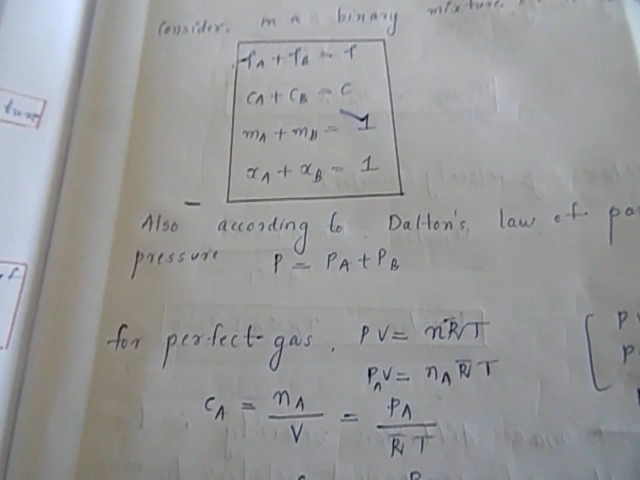 Consider. in a binary mixture
ρA + ρB = ρ
CA + CB = C
mA + mB = 1
xA + xB = 1
Also according to Dalton's, law of
pressure P = PA + PB
for perfect-gas. PV = nR̅T
PAV = nA R̅T
CA = nA/V = PA/R̅T